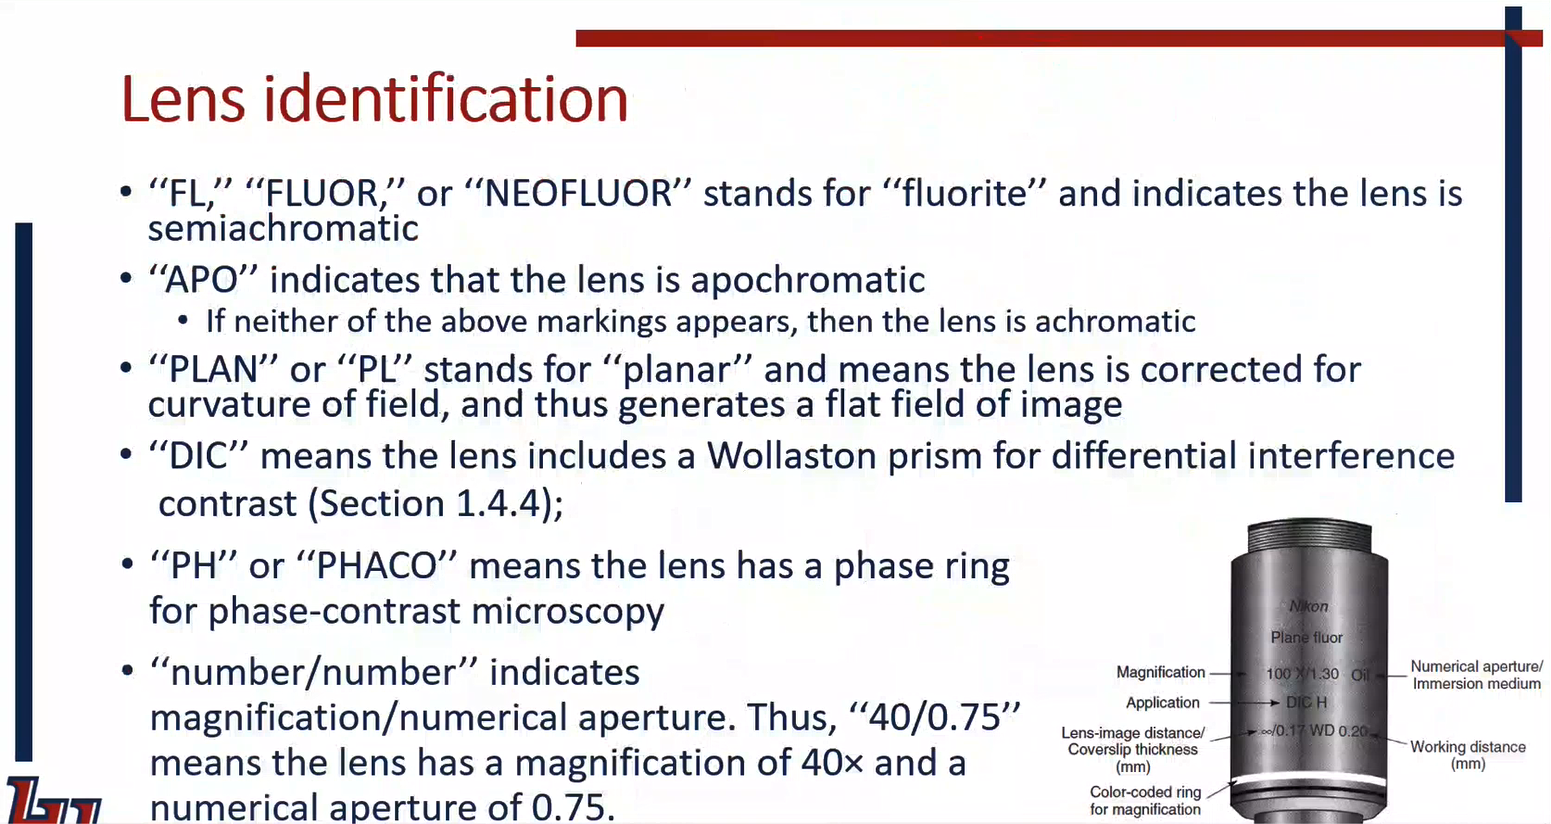 Lens identification
• ‘‘FL,’’ ‘‘FLUOR,’’ or ‘‘NEOFLUOR’’ stands for ‘‘fluorite’’ and indicates the lens is
semiachromatic
• ‘‘APO’’ indicates that the lens is apochromatic
• If neither of the above markings appears, then the lens is achromatic
• ‘‘PLAN’’ or ‘‘PL’’ stands for ‘‘planar’’ and means the lens is corrected for
curvature of field, and thus generates a flat field of image
• ‘‘DIC’’ means the lens includes a Wollaston prism for differential interference
contrast (Section 1.4.4);
• ‘‘PH’’ or ‘‘PHACO’’ means the lens has a phase ring
for phase-contrast microscopy
• ‘‘number/number’’ indicates
magnification/numerical aperture. Thus, ‘‘40/0.75’’
means the lens has a magnification of 40× and a
numerical aperture of 0.75.
Nikon
Plane fluor
Magnification
100 X/1.30 Oil
Numerical aperture/
Immersion medium
Application
DIC H
Lens-image distance/
Coverslip thickness
(mm)
∞/0.17 WD 0.20
Working distance
(mm)
Color-coded ring
for magnification